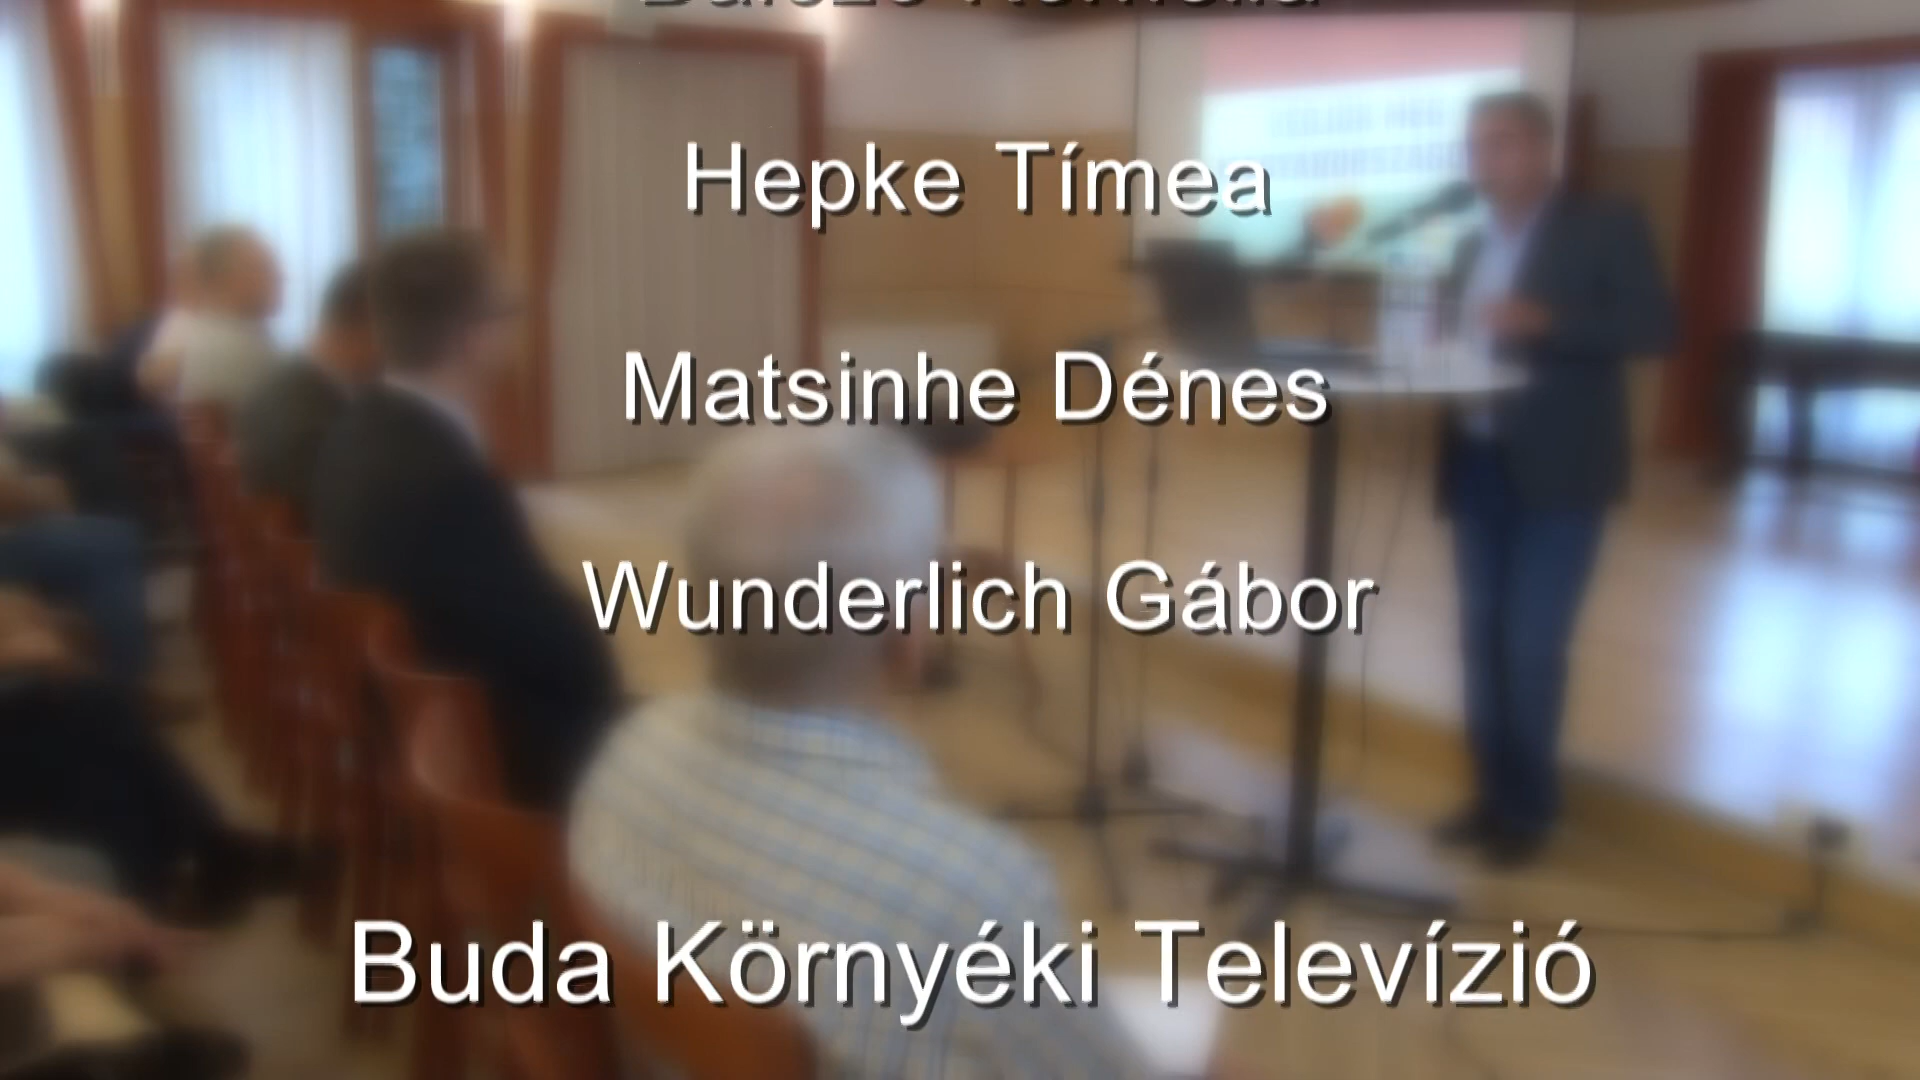 Hepke Tímea
Matsinhe Dénes
Wunderlich Gábor
Buda Környéki Televízió